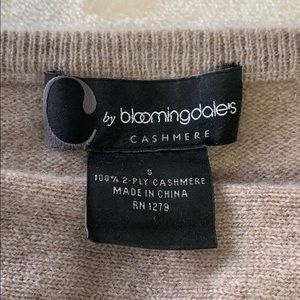 C by bloomingdale's
CASHMERE
S
100% 2-PLY CASHMERE
MADE IN CHINA
RN 1279